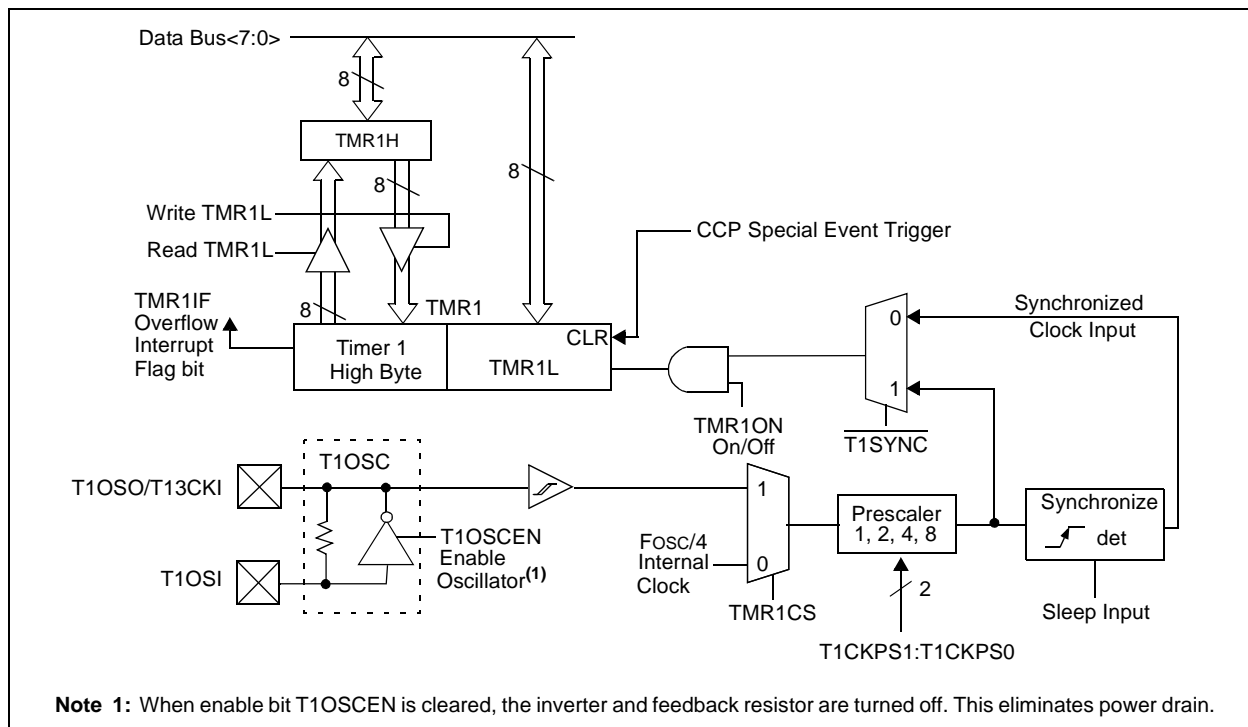 Data Bus<7:0>
8
TMR1H
8
8
Write TMR1L
CCP Special Event Trigger
Read TMR1L
8
TMR1
TMR1IF
Overflow
Interrupt
Flag bit
Timer 1
High Byte
TMR1L
CLR
0
1
Synchronized
Clock Input
TMR1ON
On/Off
T1SYNC
T1OSC
T1OSO/T13CKI
T1OSCEN
Enable
Oscillator(1)
T1OSI
1
0
FOSC/4
Internal
Clock
TMR1CS
Prescaler
1, 2, 4, 8
2
T1CKPS1:T1CKPS0
Synchronize
det
Sleep Input
Note 1: When enable bit T1OSCEN is cleared, the inverter and feedback resistor are turned off. This eliminates power drain.